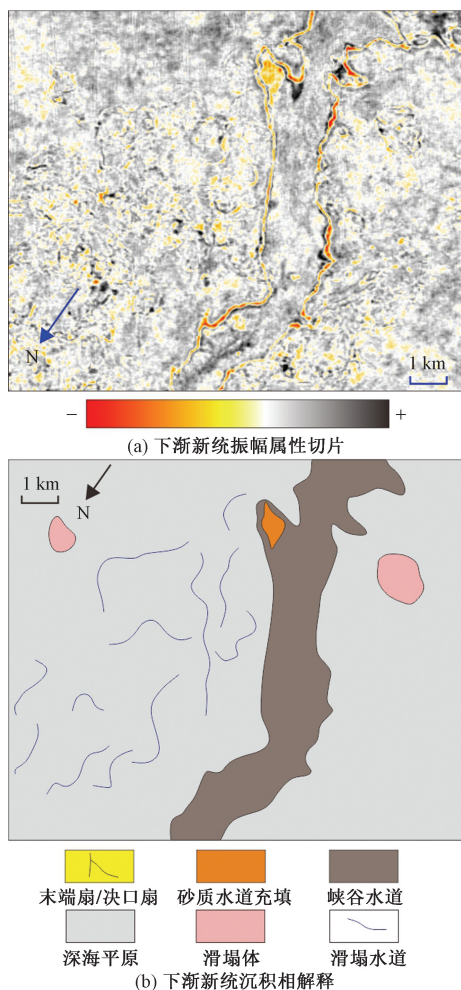 N
1 km
−
+
(a) 下渐新统振幅属性切片
1 km
N
末端扇/决口扇 砂质水道充填 峡谷水道
深海平原 滑塌体 滑塌水道
(b) 下渐新统沉积相解释